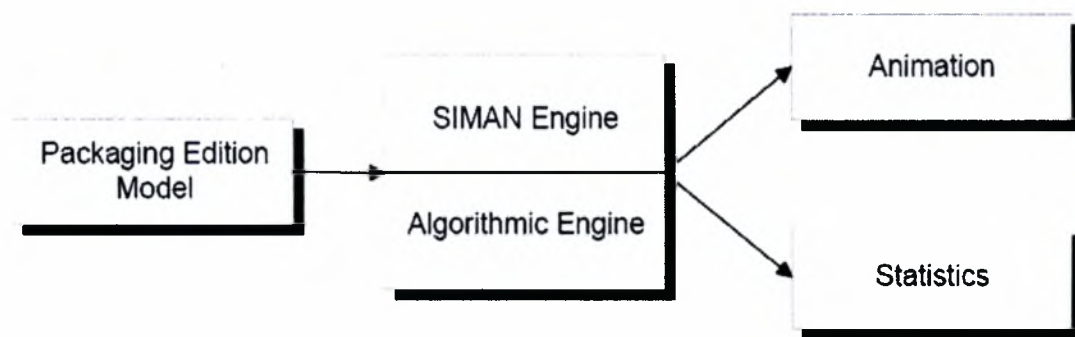 Packaging Edition
Model
SIMAN Engine
Algorithmic Engine
Animation
Statistics